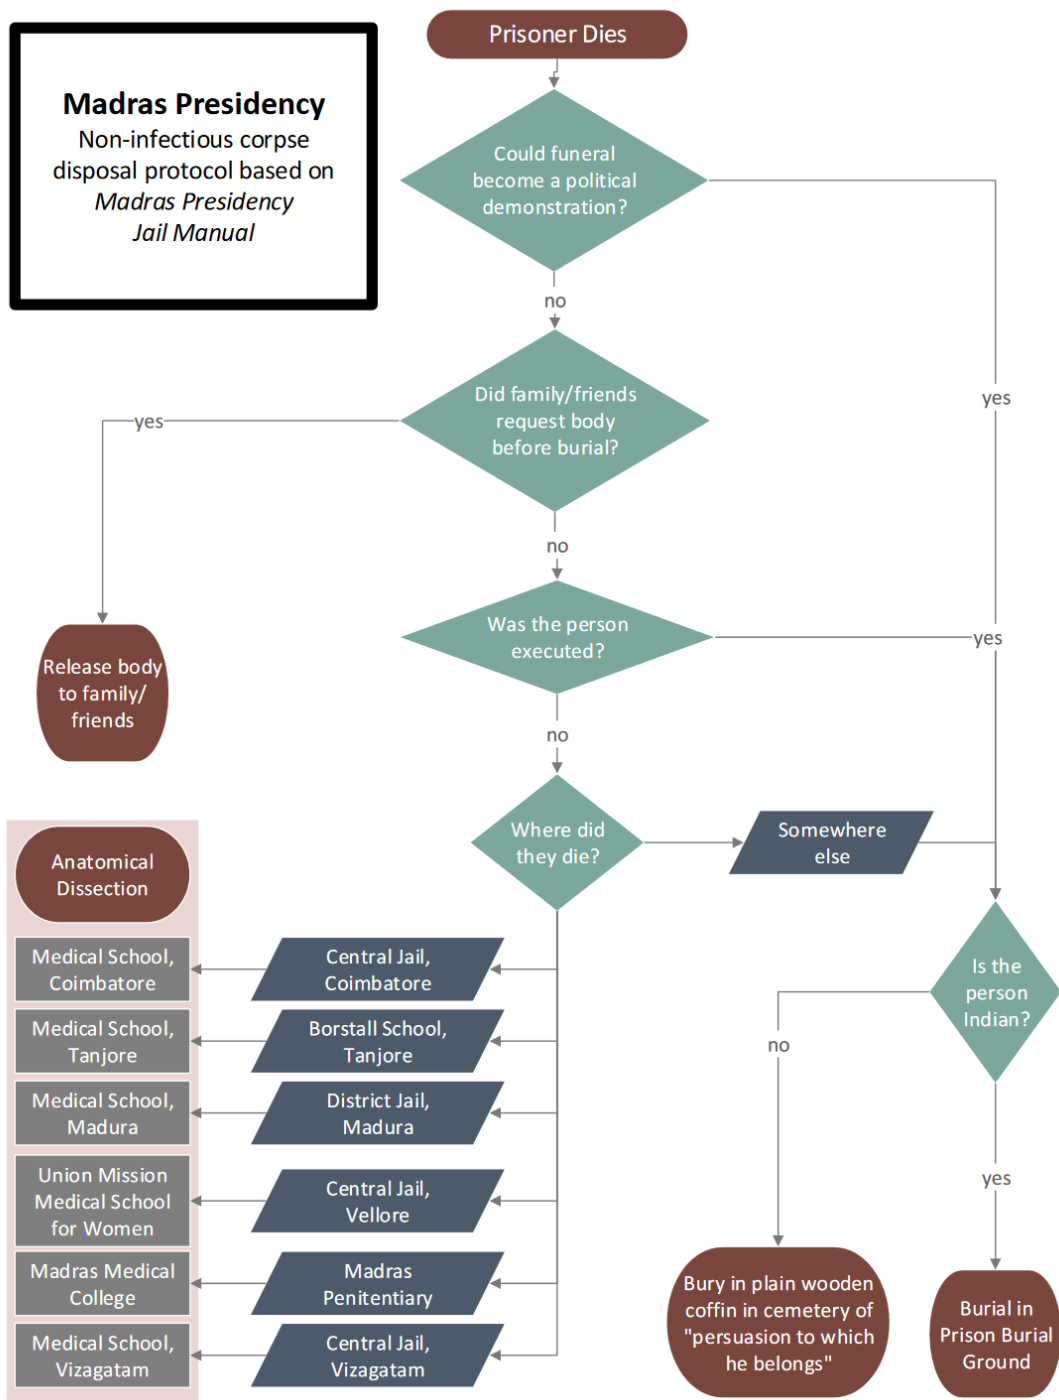 Prisoner Dies
Madras Presidency
Non-infectious corpse
disposal protocol based on
Madras Presidency
Jail Manual
Could funeral
become a political
demonstration?
no
yes
Did family/friends
request body
before burial?
yes
no
Was the person
executed?
yes
Release body
to family/
friends
no
Where did
they die?
Somewhere
else
Anatomical
Dissection
Medical School,
Coimbatore
Central Jail,
Coimbatore
Is the
person
Indian?
Medical School,
Tanjore
Borstall School,
Tanjore
no
Medical School,
Madura
District Jail,
Madura
Union Mission
Medical School
for Women
Central Jail,
Vellore
yes
Madras Medical
College
Madras
Penitentiary
Bury in plain wooden
coffin in cemetery of
"persuasion to which
he belongs"
Burial in
Prison Burial
Ground
Medical School,
Vizagatam
Central Jail,
Vizagatam